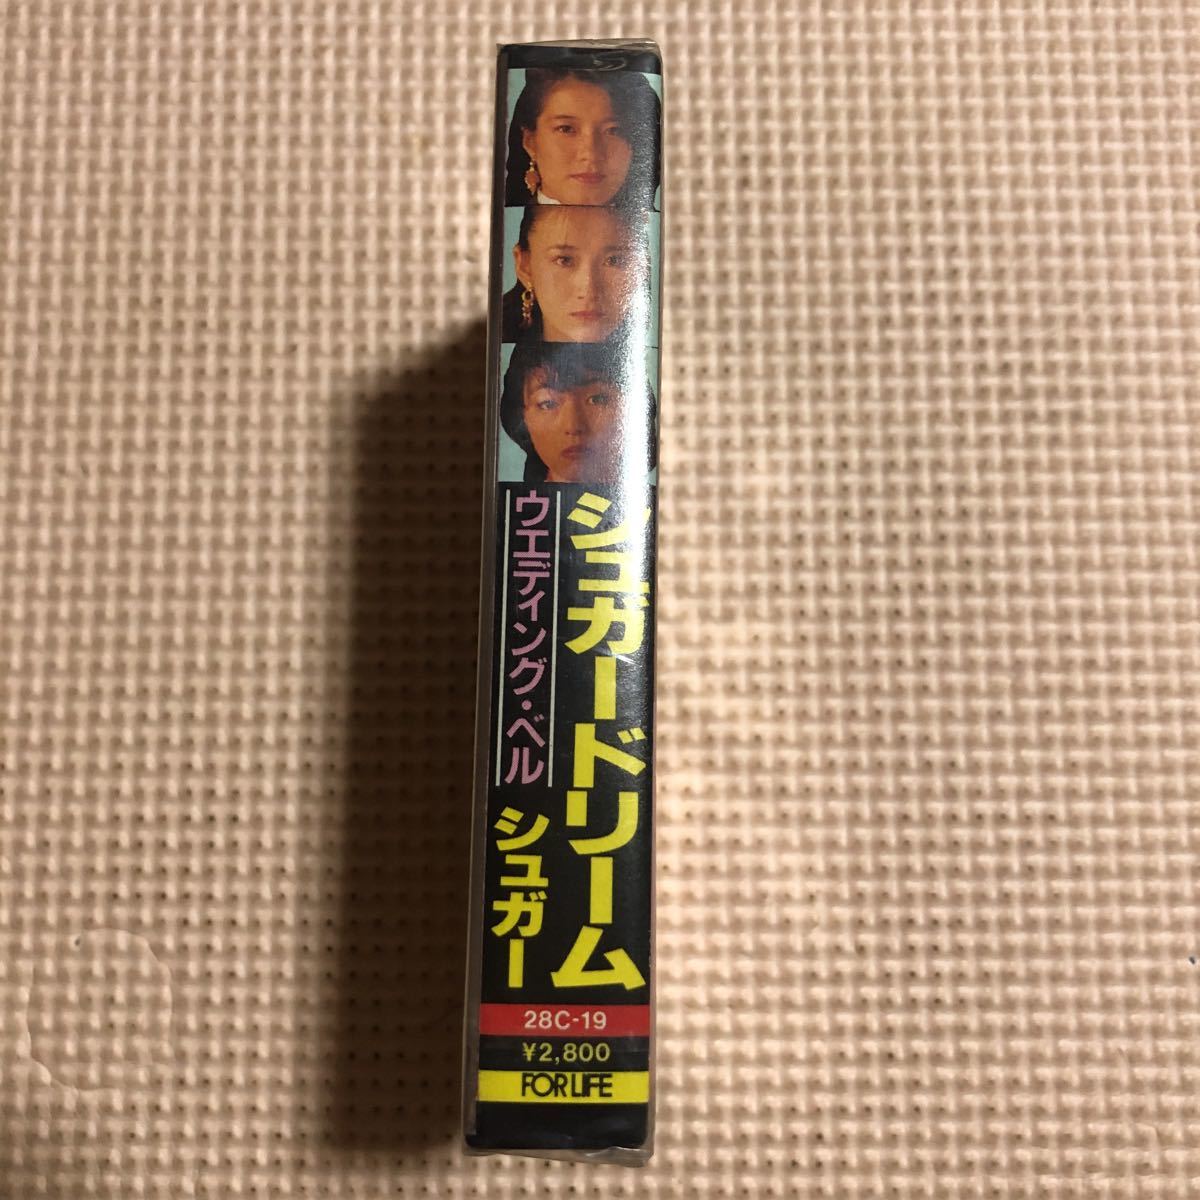 シュガードリーム
ウエディング・ベル
シュガー
28C-19
¥2,800
FOR LIFE